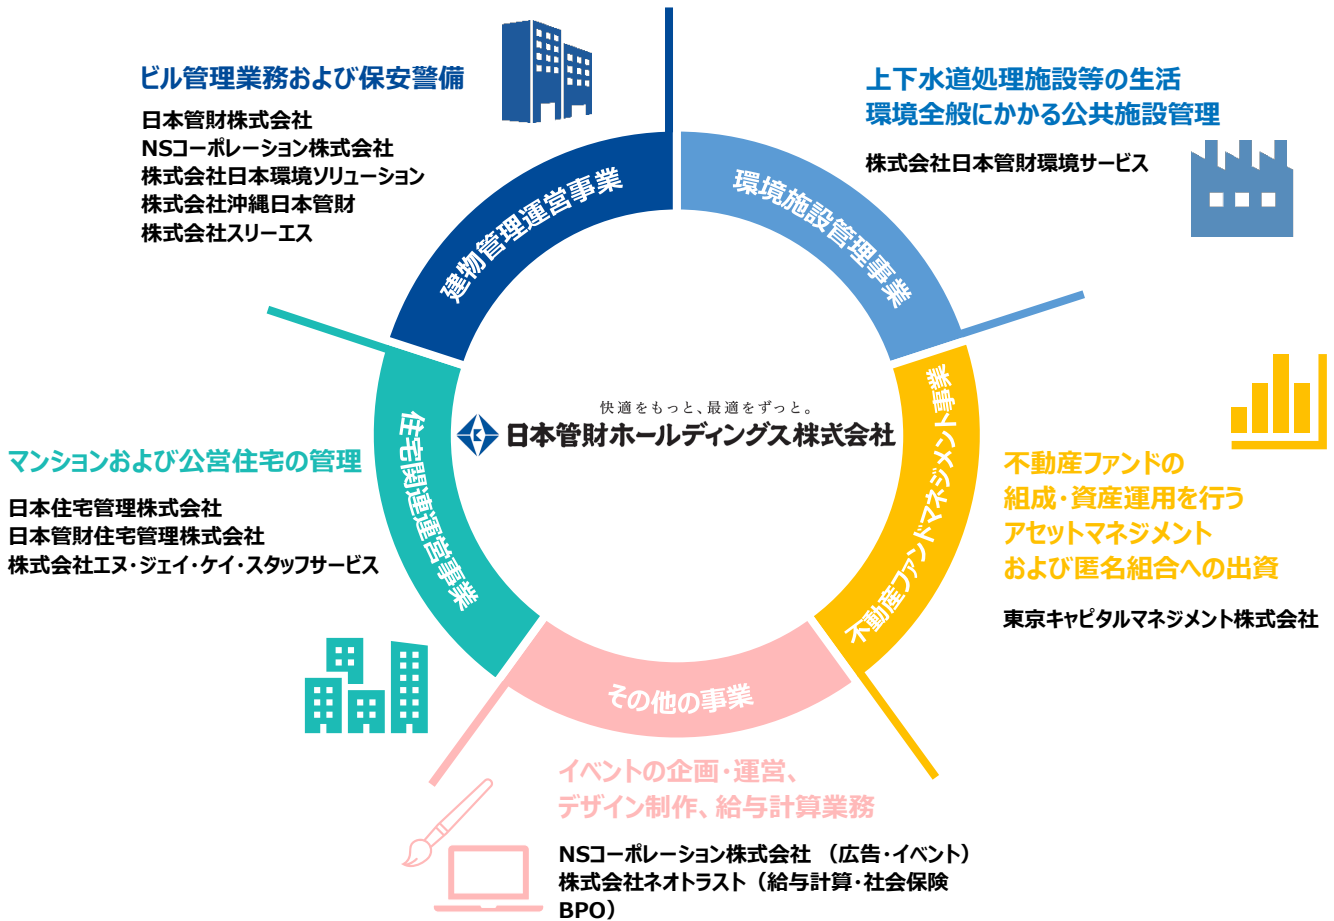 ビル管理業務および保安警備
日本管財株式会社
NSコーポレーション株式会社
株式会社日本環境ソリューション
株式会社沖縄日本管財
株式会社スリーエス
上下水道処理施設等の生活
環境全般にかかる公共施設管理
株式会社日本管財環境サービス
建物管理運営事業
環境施設管理事業
快適をもっと、最適をずっと。
日本管財ホールディングス株式会社
住宅関連運営事業
不動産ファンドマネジメント事業
マンションおよび公営住宅の管理
日本住宅管理株式会社
日本管財住宅管理株式会社
株式会社エヌ・ジェイ・ケイ・スタッフサービス
不動産ファンドの
組成・資産運用を行う
アセットマネジメント
および匿名組合への出資
東京キャピタルマネジメント株式会社
その他の事業
イベントの企画・運営、
デザイン制作、給与計算業務
NSコーポレーション株式会社 （広告・イベント）
株式会社ネオトラスト（給与計算・社会保険
BPO）